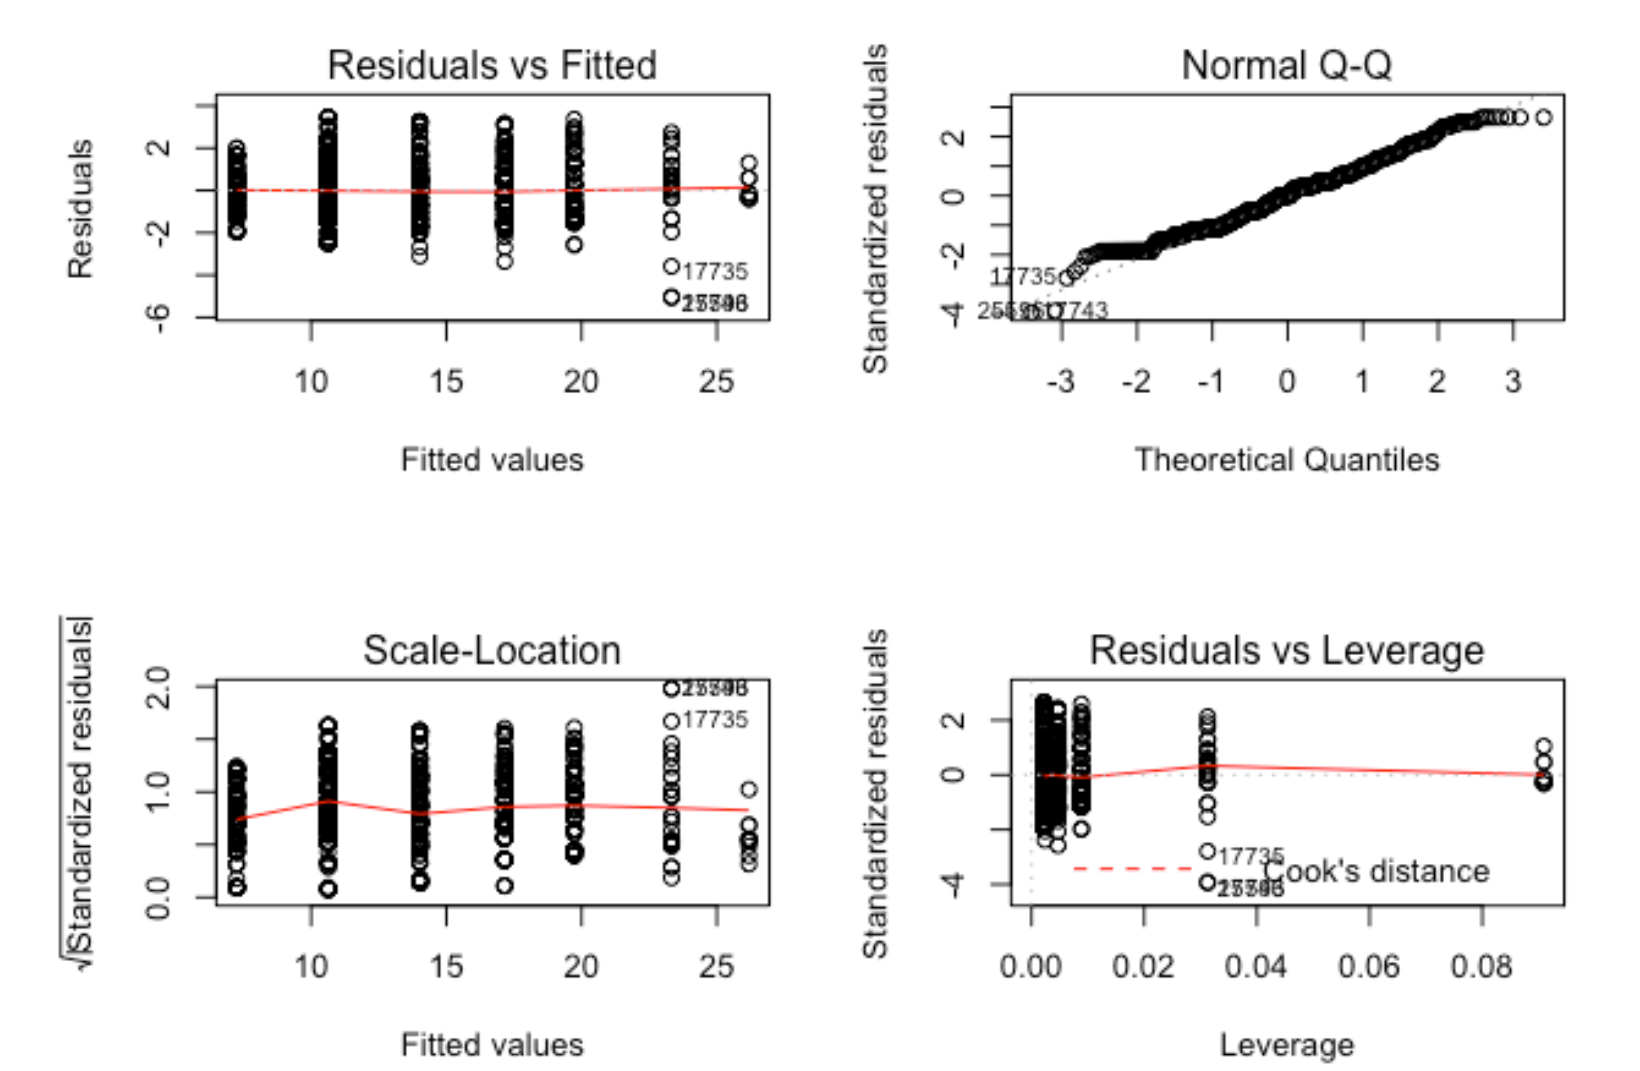 Residuals vs Fitted
Residuals
2
-2
-6
17735
10 15 20 25
Fitted values
Normal Q-Q
Standardized residuals
2
0
-2
-4
17735
17743
-3 -2 -1 0 1 2 3
Theoretical Quantiles
Scale-Location
√|Standardized residuals|
2.0
1.0
0.0
17735
10 15 20 25
Fitted values
Residuals vs Leverage
Standardized residuals
2
0
-4
17735
Cook's distance
0.00 0.02 0.04 0.06 0.08
Leverage